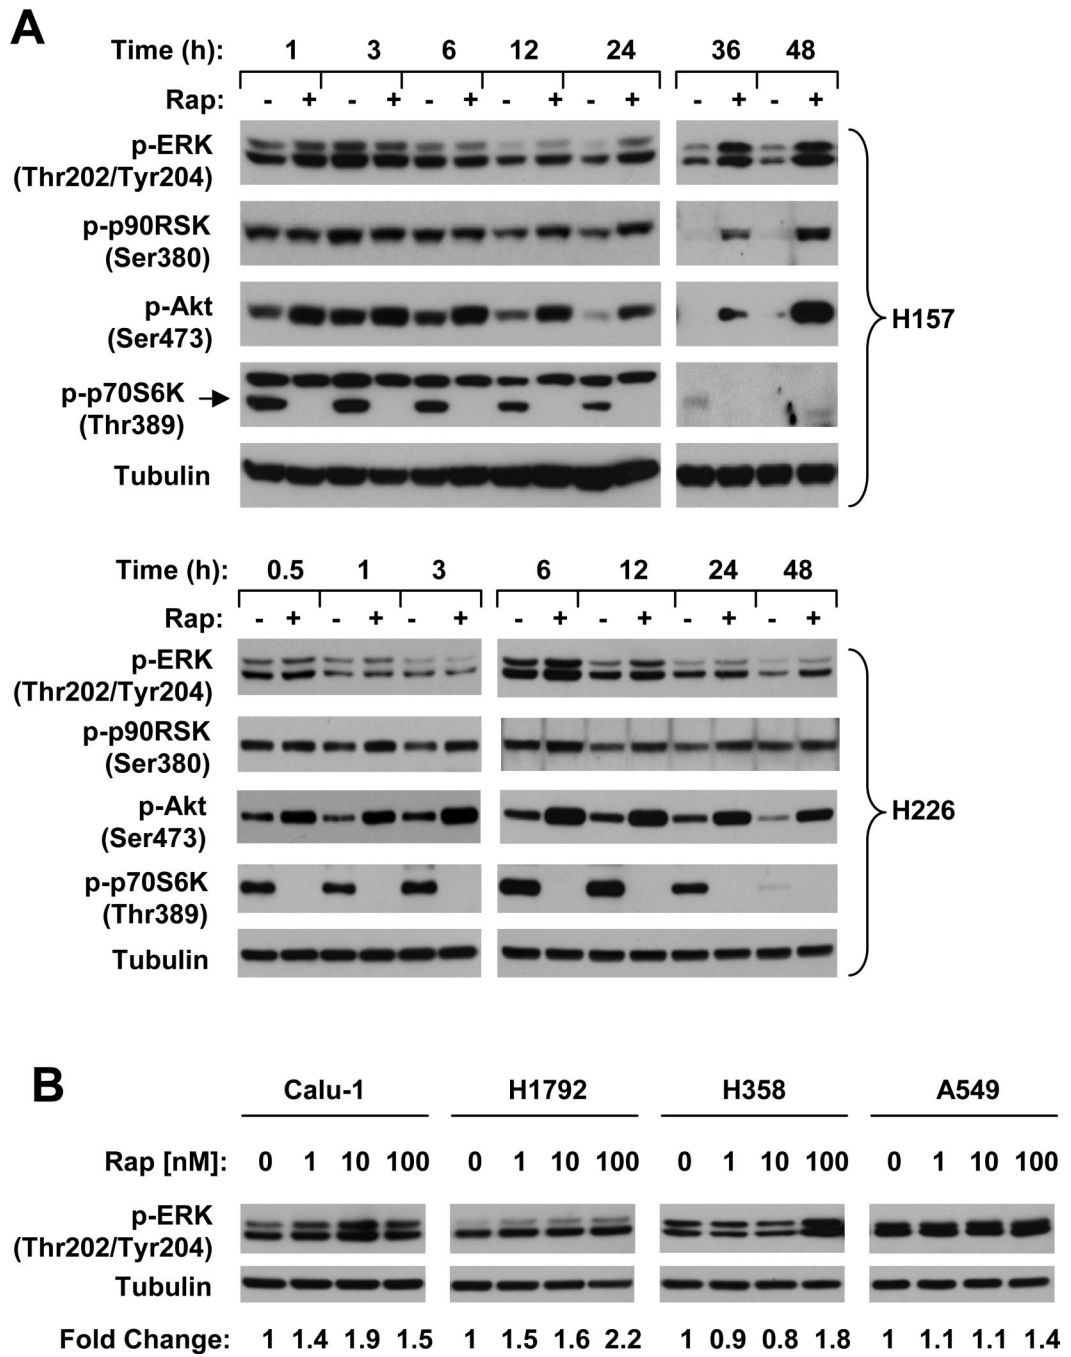 A
Time (h): 1 3 6 12 24 36 48
Rap: - + - + - + - + - + - + - +
p-ERK
(Thr202/Tyr204)
p-p90RSK
(Ser380)
p-Akt
(Ser473)
H157
p-p70S6K
(Thr389)
Tubulin
Time (h): 0.5 1 3 6 12 24 48
Rap: - + - + - + - + - + - + - +
p-ERK
(Thr202/Tyr204)
p-p90RSK
(Ser380)
p-Akt
(Ser473)
H226
p-p70S6K
(Thr389)
Tubulin
B
Calu-1 H1792 H358 A549
Rap [nM]: 0 1 10 100 0 1 10 100 0 1 10 100 0 1 10 100
p-ERK
(Thr202/Tyr204)
Tubulin
Fold Change: 1 1.4 1.9 1.5 1 1.5 1.6 2.2 1 0.9 0.8 1.8 1 1.1 1.1 1.4